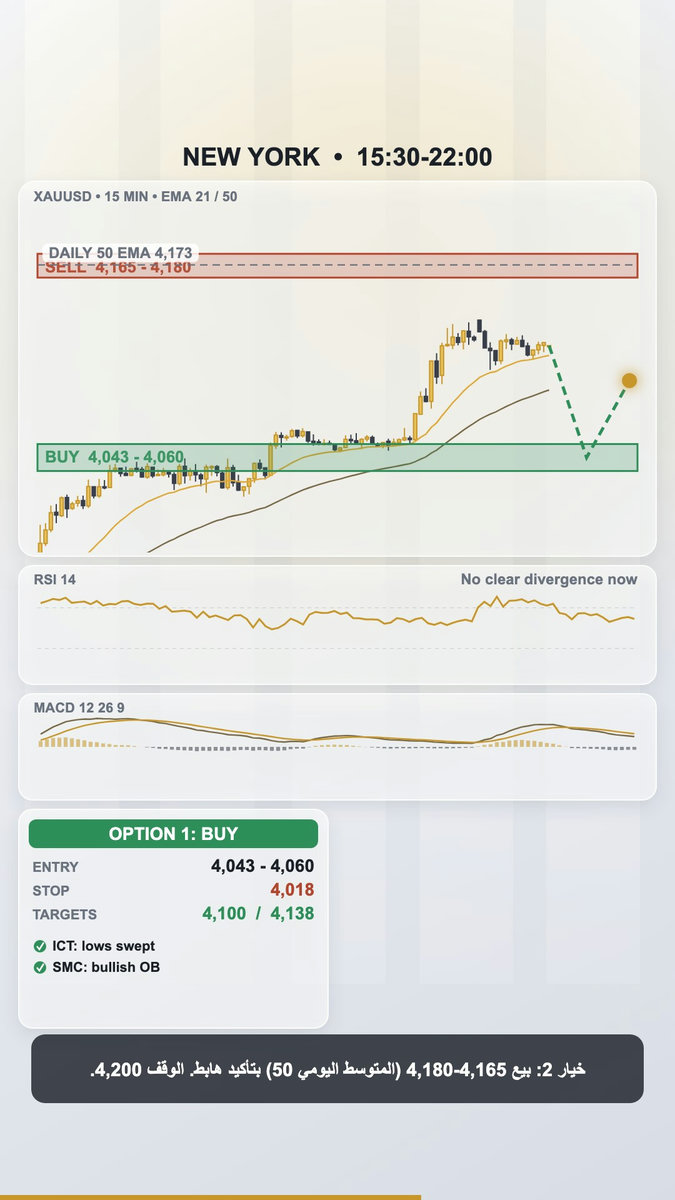 NEW YORK • 15:30-22:00
XAUUSD • 15 MIN • EMA 21 / 50
DAILY 50 EMA 4,173
SELL 4,165 - 4,180
BUY 4,043 - 4,060
RSI 14
No clear divergence now
MACD 12 26 9
OPTION 1: BUY
ENTRY 4,043 - 4,060
STOP 4,018
TARGETS 4,100 / 4,138
ICT: lows swept
SMC: bullish OB
خيار 2: بيع 4,165-4,180 (المتوسط اليومي 50) بتأكيد هابط. الوقف 4,200.